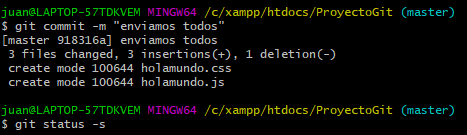 juan@LAPTOP-57TDKVEM MINGW64 /c/xampp/htdocs/ProyectoGit (master)
$ git commit -m "enviamos todos"
[master 918316a] enviamos todos
 3 files changed, 3 insertions(+), 1 deletion(-)
 create mode 100644 holamundo.css
 create mode 100644 holamundo.js
juan@LAPTOP-57TDKVEM MINGW64 /c/xampp/htdocs/ProyectoGit (master)
$ git status -s